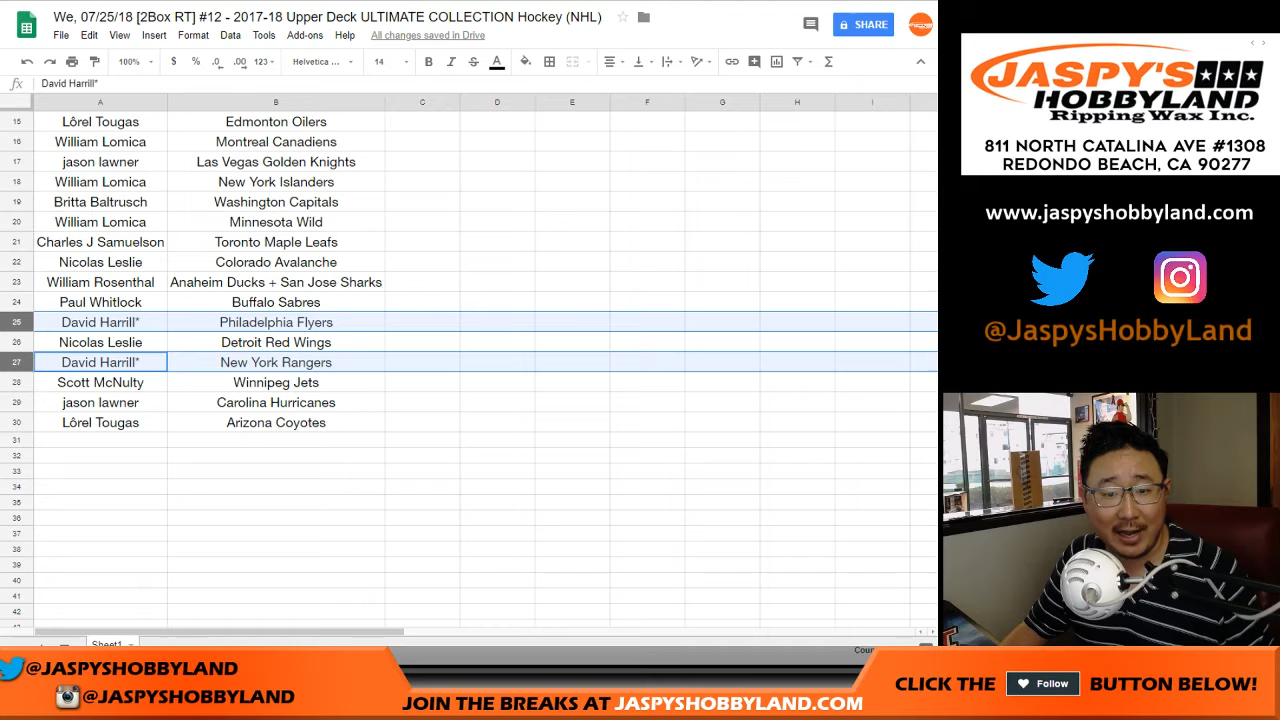 We, 07/25/18 [2Box RT] #12 - 2017-18 Upper Deck ULTIMATE COLLECTION Hockey (NHL)
File Edit View Insert Format Data Tools Add-ons Help All changes saved in Drive
SHARE
100% $ % .0 .00 123 Helvetica ... 14 B I S A
fx David Harrill*
A B C D E F G H I
15 Lôrel Tougas Edmonton Oilers
16 William Lomica Montreal Canadiens
17 jason lawner Las Vegas Golden Knights
18 William Lomica New York Islanders
19 Britta Baltrusch Washington Capitals
20 William Lomica Minnesota Wild
21 Charles J Samuelson Toronto Maple Leafs
22 Nicolas Leslie Colorado Avalanche
23 William Rosenthal Anaheim Ducks + San Jose Sharks
24 Paul Whitlock Buffalo Sabres
25 David Harrill* Philadelphia Flyers
26 Nicolas Leslie Detroit Red Wings
27 David Harrill* New York Rangers
28 Scott McNulty Winnipeg Jets
29 jason lawner Carolina Hurricanes
30 Lôrel Tougas Arizona Coyotes
31
32
33
34
35
36
37
38
39
40
41
42
Sheet1
JASPY'S
HOBBYLAND
Ripping Wax Inc.
811 NORTH CATALINA AVE #1308
REDONDO BEACH, CA 90277
www.jaspyshobbyland.com
@JaspysHobbyLand
@JASPYSHOBBYLAND
@JASPYSHOBBYLAND
JOIN THE BREAKS AT JASPYSHOBBYLAND.COM
CLICK THE Follow BUTTON BELOW!